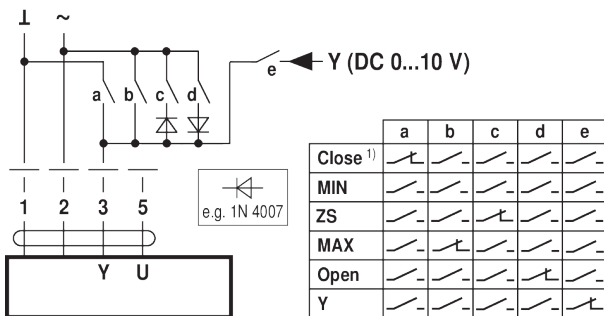 ⊥ ~
e Y (DC 0...10 V)
a b c d
1 2 3 5
e.g. 1N 4007
Y U
a b c d e
Close 1)
MIN
ZS
MAX
Open
Y